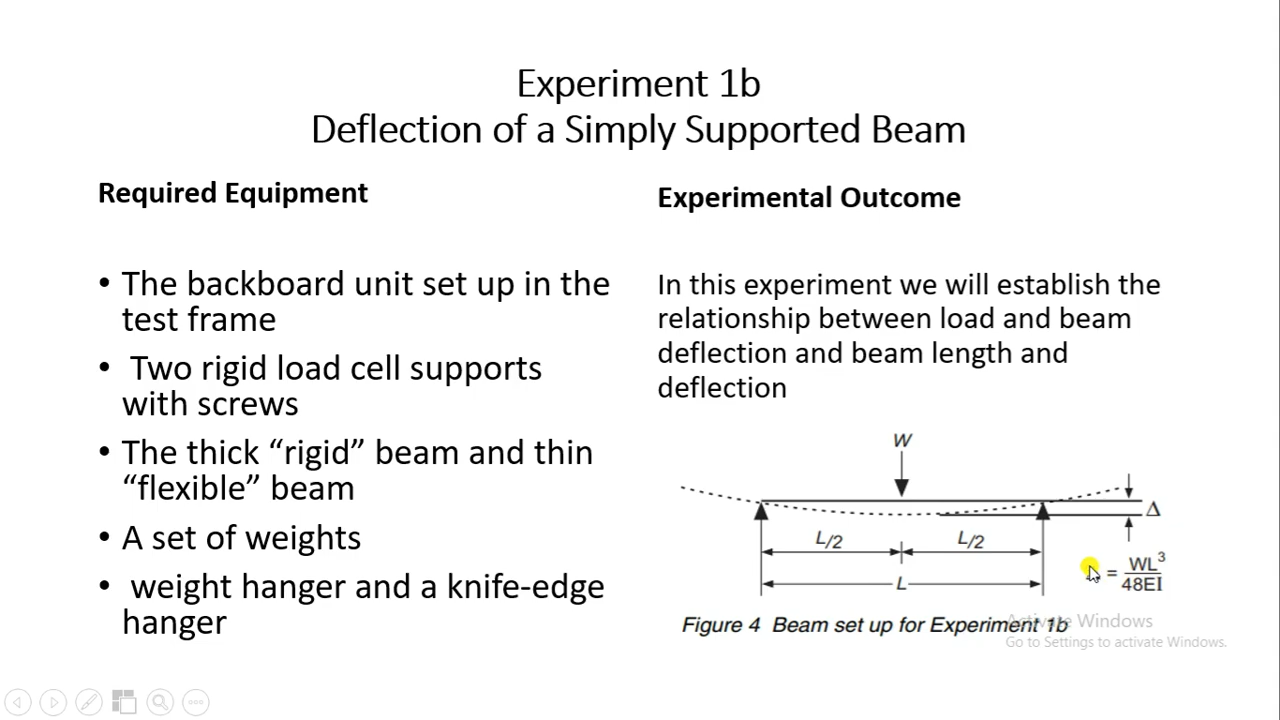 Experiment 1b
Deflection of a Simply Supported Beam
Required Equipment
• The backboard unit set up in the
test frame
• Two rigid load cell supports
with screws
• The thick “rigid” beam and thin
“flexible” beam
• A set of weights
• weight hanger and a knife-edge
hanger
Experimental Outcome
In this experiment we will establish the
relationship between load and beam
deflection and beam length and
deflection
W
Δ
L/2 L/2
L
= WL³/48EI
Figure 4 Beam set up for Experiment 1b
Activate Windows
Go to Settings to activate Windows.